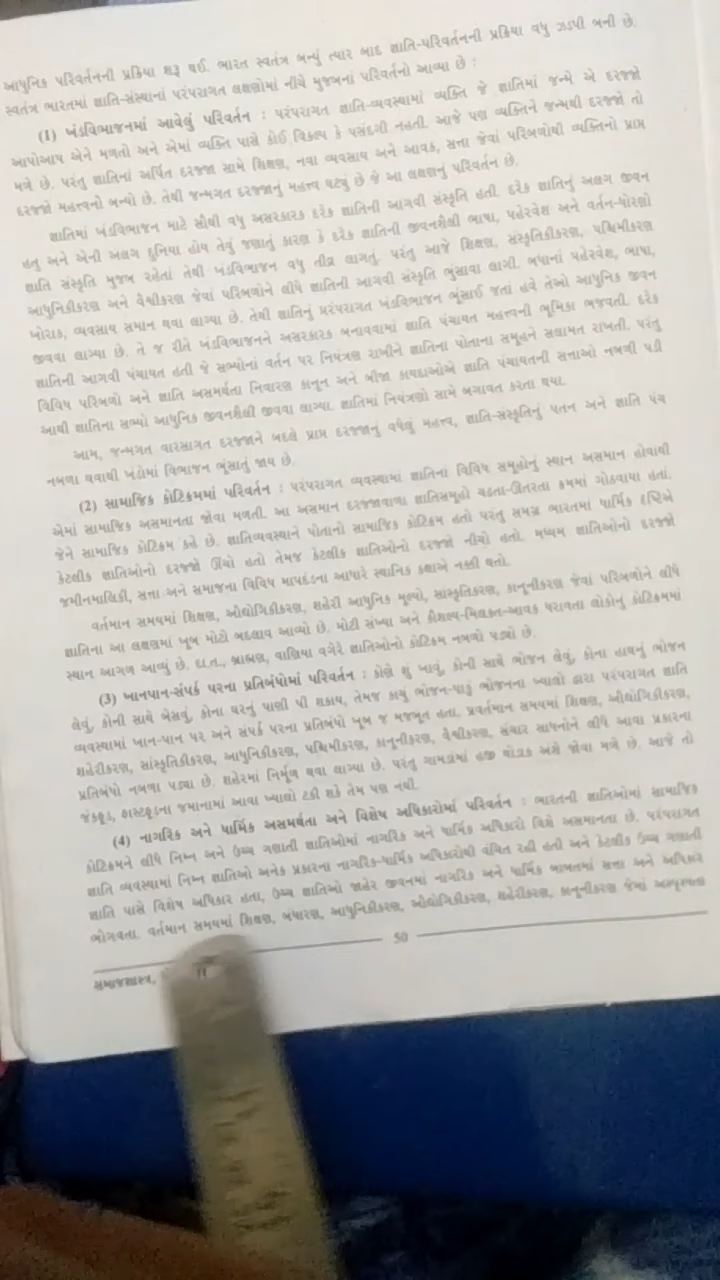 આધુનિક પરિવર્તનની પ્રક્રિયા શરૂ થઈ. ભારત સ્વતંત્ર બન્યું ત્યાર બાદ જ્ઞાતિ-પરિવર્તનની પ્રક્રિયા વધુ ઝડપી બની છે.
સ્વતંત્ર ભારતમાં જ્ઞાતિ-સંસ્થાનાં પરંપરાગત લક્ષણોમાં નીચે મુજબનાં પરિવર્તનો આવ્યા છે :
(1) ખંડવિભાજનમાં આવેલું પરિવર્તન : પરંપરાગત જ્ઞાતિ-વ્યવસ્થામાં વ્યક્તિ જે જ્ઞાતિમાં જન્મે એ દરજ્જો
આપોઆપ એને મળતો અને એમાં વ્યક્તિ પાસે કોઈ વિકલ્પ કે પસંદગી નહતી. આજે પણ વ્યક્તિને જન્મથી દરજ્જો તો
મળે છે. પરંતુ જ્ઞાતિનાં અર્પિત દરજ્જા સામે શિક્ષણ, નવા વ્યવસાય અને આવક, સત્તા જેવાં પરિબળોથી વ્યક્તિનો પ્રાપ્ત
દરજ્જો મહત્ત્વનો બન્યો છે. તેથી જન્મગત દરજ્જાનું મહત્ત્વ ઘટ્યું છે જે આ લક્ષણનું પરિવર્તન છે.
જ્ઞાતિમાં ખંડવિભાજન માટે સૌથી વધુ અસરકારક દરેક જ્ઞાતિની આગવી સંસ્કૃતિ હતી. દરેક જ્ઞાતિનું અલગ જીવન
હતુ અને એની અલગ દુનિયા હોય તેવું જણાતું કારણ કે દરેક જ્ઞાતિની જીવનશૈલી ભાષા, પહેરવેશ અને વર્તન-ધોરણો
જ્ઞાતિ સંસ્કૃતિ મુજબ રહેતાં તેથી ખંડવિભાજન વધુ તીવ્ર લાગતું. પરંતુ આજે શિક્ષણ, સંસ્કૃતિકીકરણ, પશ્ચિમીકરણ
આધુનિકીકરણ અને વૈશ્વીકરણ જેવાં પરિબળોને લીધે જ્ઞાતિની આગવી સંસ્કૃતિ ભુંસાવા લાગી. બધાનાં પહેરવેશ, ભાષા,
ખોરાક, વ્યવસાય સમાન થવા લાગ્યા છે. તેથી જ્ઞાતિનું પરંપરાગત ખંડવિભાજન ભૂંસાઈ જતાં હવે તેઓ આધુનિક જીવન
જીવવા લાગ્યા છે. તે જ રીતે ખંડવિભાજનને અસરકારક બનાવવામાં જ્ઞાતિ પંચાયત મહત્ત્વની ભૂમિકા ભજવતી. દરેક
જ્ઞાતિની આગવી પંચાયત હતી જે સભ્યોનાં વર્તન પર નિયંત્રણ રાખીને જ્ઞાતિના પોતાના સમૂહને સલામત રાખતી. પરંતુ
વિવિધ પરિબળો અને જ્ઞાતિ અસમર્થતા નિવારણ કાનૂન અને બીજા કાયદાઓએ જ્ઞાતિ પંચાયતની સત્તાઓ નબળી પડી
આથી જ્ઞાતિના સભ્યો આધુનિક જીવનશૈલી જીવવા લાગ્યા. જ્ઞાતિમાં નિયંત્રણો સામે બગાવત કરતા થયા.
આમ, જન્મગત વારસાગત દરજ્જાને બદલે પ્રાપ્ત દરજ્જાનું વધેલું મહત્ત્વ, જ્ઞાતિ-સંસ્કૃતિનું પતન અને જ્ઞાતિ પંચ
નબળા થવાથી ખંડોમાં વિભાજન ભૂંસાતું જાય છે.
(2) સામાજિક કોટિક્રમમાં પરિવર્તન : પરંપરાગત વ્યવસ્થામાં જ્ઞાતિનાં વિવિધ સમૂહોનું સ્થાન અસમાન હોવાથી
એમાં સામાજિક અસમાનતા જોવા મળતી. આ અસમાન દરજ્જાવાળા જ્ઞાતિસમૂહો ચઢતા-ઊતરતા ક્રમમાં ગોઠવાયા હતાં.
જેને સામાજિક કોટિક્રમ કહે છે. જ્ઞાતિવ્યવસ્થાને પોતાનો સામાજિક કોટિક્રમ હતો પરંતુ સમગ્ર ભારતમાં ધાર્મિક દૃષ્ટિએ
કેટલીક જ્ઞાતિઓનો દરજ્જો ઊંચો હતો તેમજ કેટલીક જ્ઞાતિઓનો દરજ્જો નીચો હતો. મધ્યમ જ્ઞાતિઓનો દરજ્જો
જમીનમાલિકી, સત્તા અને સમાજના વિવિધ માપદંડના આધારે સ્થાનિક કક્ષાએ નક્કી થતો.
વર્તમાન સમયમાં શિક્ષણ, ઔદ્યોગિકીકરણ, શહેરી આધુનિક મૂલ્યો, સાંસ્કૃતિકરણ, કાનૂનીકરણ જેવાં પરિબળોને લીધે
જ્ઞાતિના આ લક્ષણમાં ખૂબ મોટો બદલાવ આવ્યો છે. મોટી સંખ્યા અને કૌશલ્ય-મિલકત-આવક ધરાવતા લોકોનું કોટિક્રમમાં
સ્થાન આગળ આવ્યું છે. દા.ત., બ્રાહ્મણ, વાણિયા વગેરે જ્ઞાતિઓનો કોટિક્રમ નબળો પડ્યો છે.
(3) ખાનપાન-સંપર્ક પરના પ્રતિબંધોમાં પરિવર્તન : કોણે શું ખાવું, કોની સાથે ભોજન લેવું, કોના હાથનું ભોજન
લેવું, કોની સાથે બેસવું, કોના ઘરનું પાણી પી શકાય, તેમજ કાચું ભોજન-પાકું ભોજનના ખ્યાલો દ્વારા પરંપરાગત જ્ઞાતિ
વ્યવસ્થામાં ખાન-પાન પર અને સંપર્ક પરના પ્રતિબંધો ખૂબ જ મજબૂત હતા. પ્રવર્તમાન સમયમાં શિક્ષણ, ઔદ્યોગિકીકરણ,
શહેરીકરણ, સાંસ્કૃતિકીકરણ, આધુનિકીકરણ, પશ્ચિમીકરણ, કાનૂનીકરણ, વૈશ્વીકરણ, સંચાર સાધનોને લીધે આવા પ્રકારના
પ્રતિબંધો નબળા પડ્યા છે. શહેરમાં નિર્મૂળ થવા લાગ્યા છે. પરંતુ ગામડાંમાં હજી થોડાક અંશે જોવા મળે છે. આજે તો
જંકફૂડ, ફાસ્ટફૂડના જમાનામાં આવા ખ્યાલો ટકી શકે તેમ પણ નથી.
(4) નાગરિક અને ધાર્મિક અસમર્થતા અને વિશેષ અધિકારોમાં પરિવર્તન : ભારતની જ્ઞાતિઓમાં સામાજિક
કોટિક્રમને લીધે નિમ્ન અને ઉચ્ચ ગણાતી જ્ઞાતિઓમાં નાગરિક અને ધાર્મિક અધિકારો વિશે અસમાનતા છે. પરંપરાગત
જ્ઞાતિ વ્યવસ્થામાં નિમ્ન જ્ઞાતિઓ અનેક પ્રકારના નાગરિક-ધાર્મિક અધિકારોથી વંચિત રહી હતી અને કેટલીક ઉચ્ચ ગણાતી
જ્ઞાતિ પાસે વિશેષ અધિકાર હતા, ઉચ્ચ જ્ઞાતિઓ જાહેર જીવનમાં નાગરિક અને ધાર્મિક બાબતમાં સત્તા અને અધિકાર
ભોગવતા. વર્તમાન સમયમાં શિક્ષણ, બંધારણ, આધુનિકીકરણ, ઔદ્યોગિકીકરણ, શહેરીકરણ, કાનૂનીકરણ જેમાં અસ્પૃશ્યતા
50
સમાજશાસ્ત્ર,